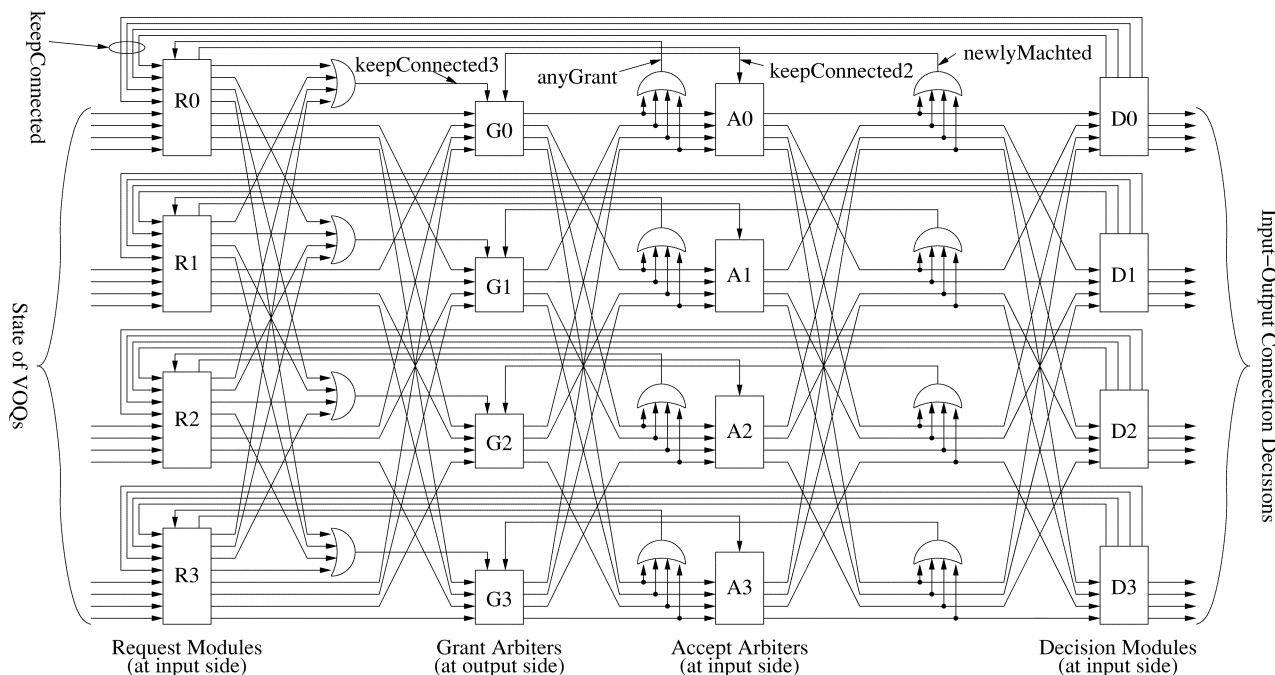 keepConnected
keepConnected3
anyGrant
keepConnected2
newlyMachted
R0
G0
A0
D0
R1
G1
A1
D1
State of VOQs
Input−Output Connection Decisions
R2
G2
A2
D2
R3
G3
A3
D3
Request Modules
(at input side)
Grant Arbiters
(at output side)
Accept Arbiters
(at input side)
Decision Modules
(at input side)